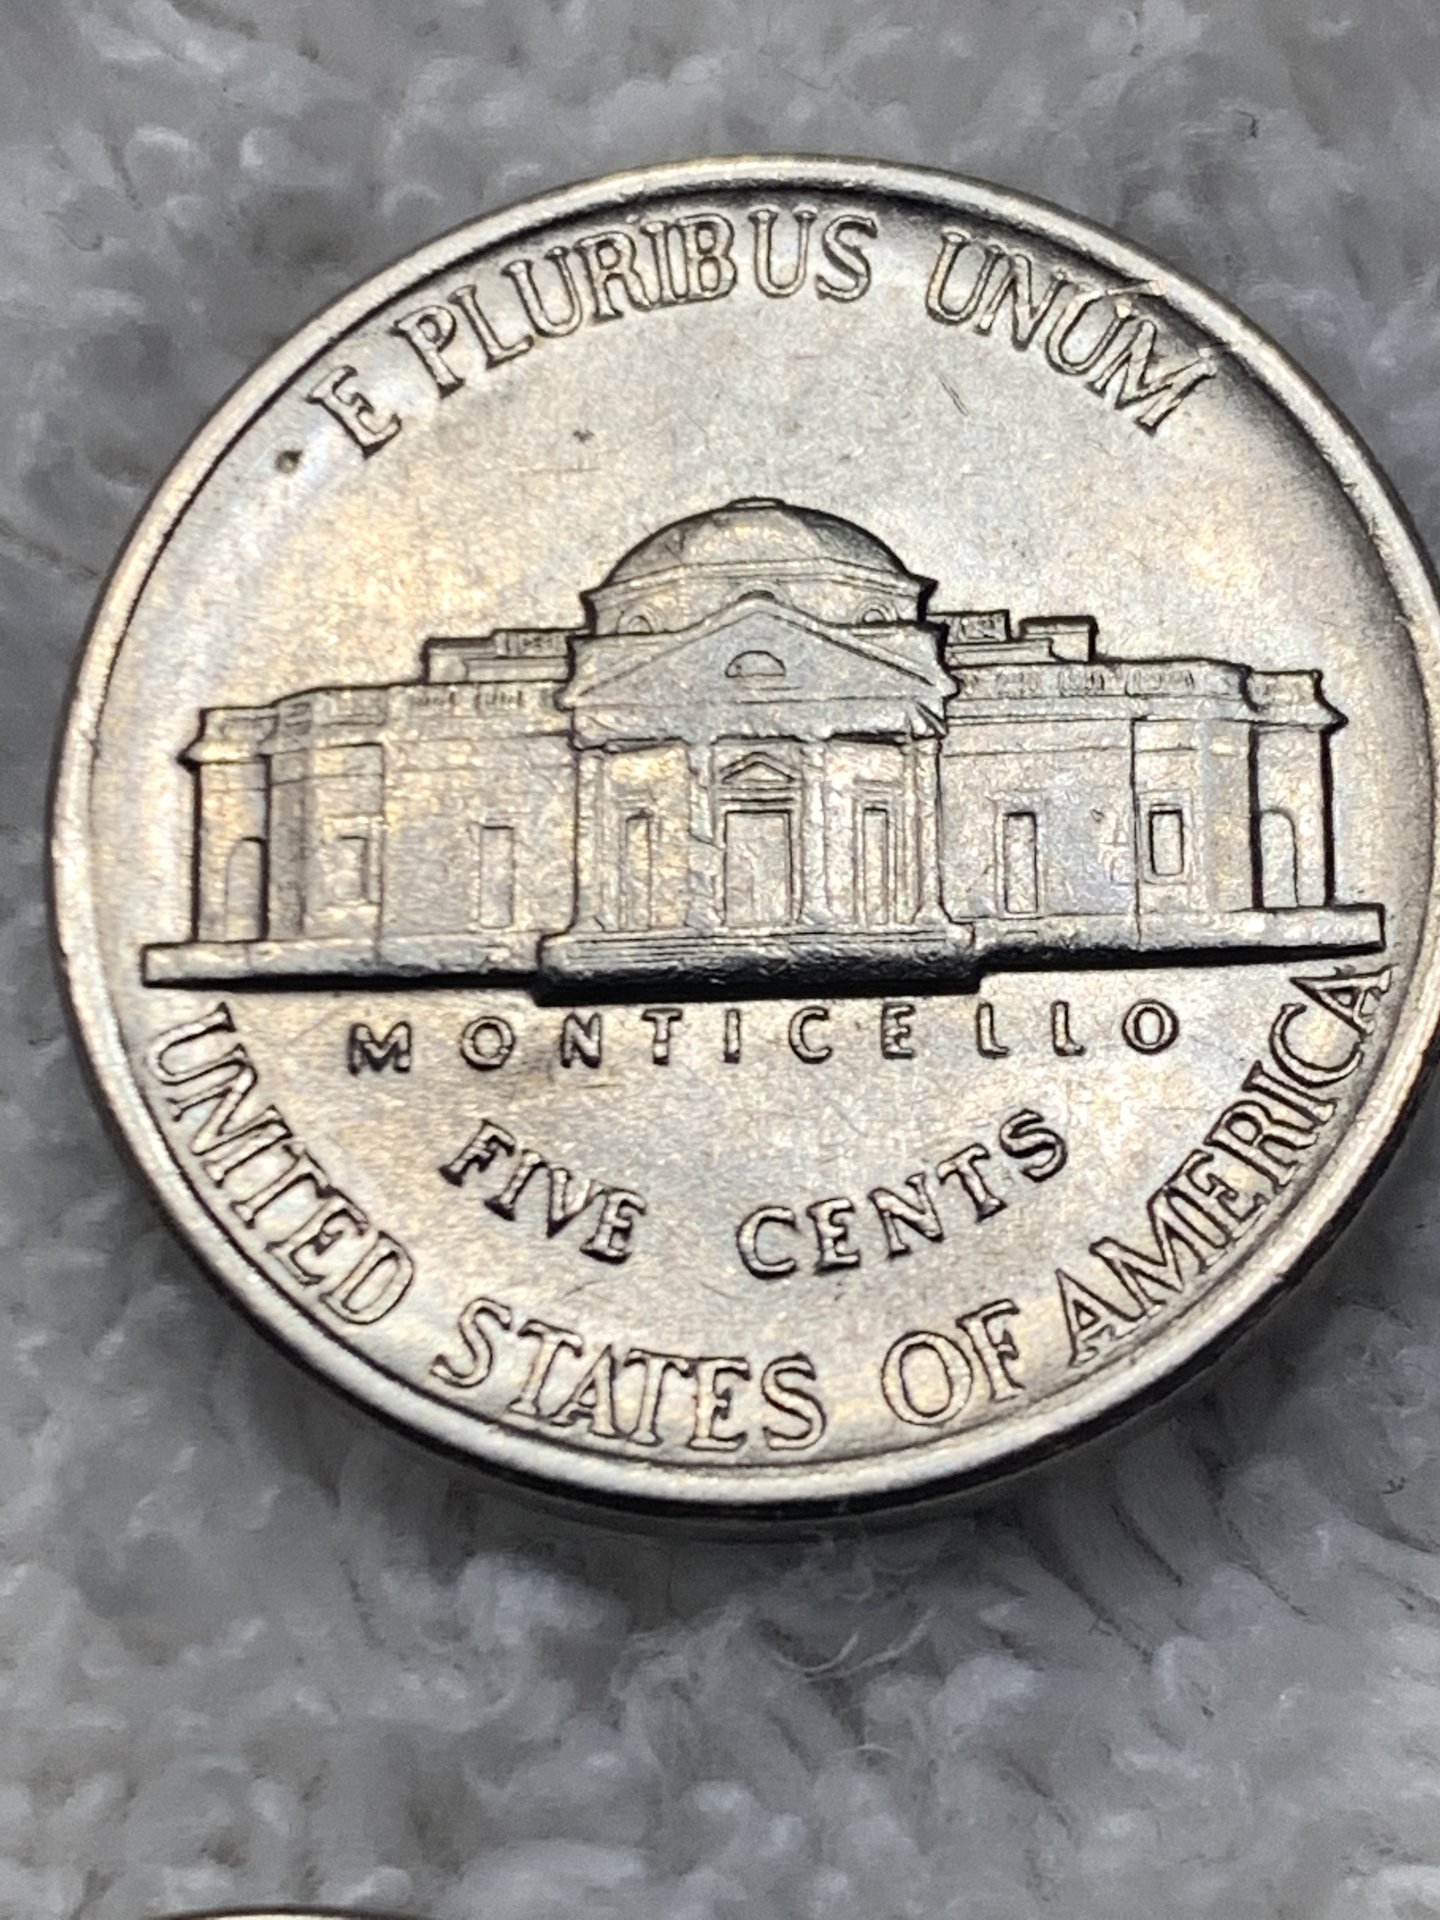 E PLURIBUS UNUM
MONTICELLO
FIVE CENTS
UNITED STATES OF AMERICA